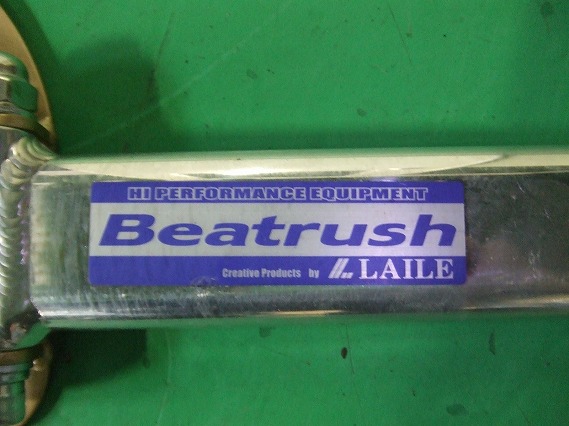 HI PERFORMANCE EQUIPMENT
Beatrush
Creative Products by LAILE